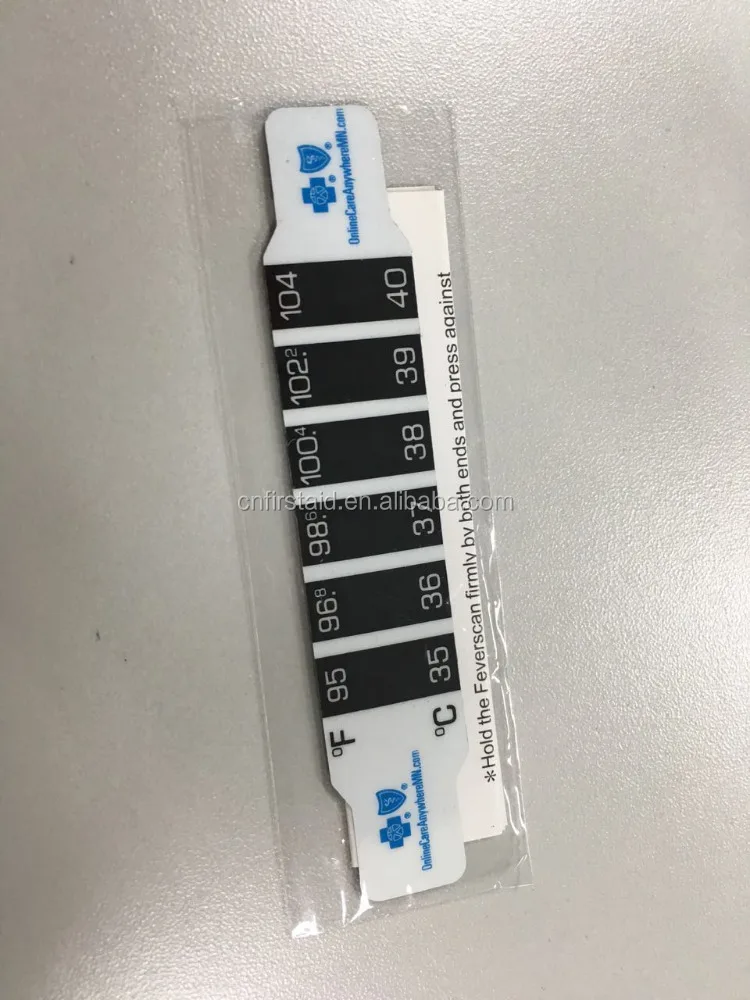 OnlineCareAnywhereMN.com
104 40
102.2 39
100.4 38
98.6 37
96.8 36
95 35
°F °C
OnlineCareAnywhereMN.com
*Hold the Feverscan firmly by both ends and press against
cnfirstaid.en.alibaba.com